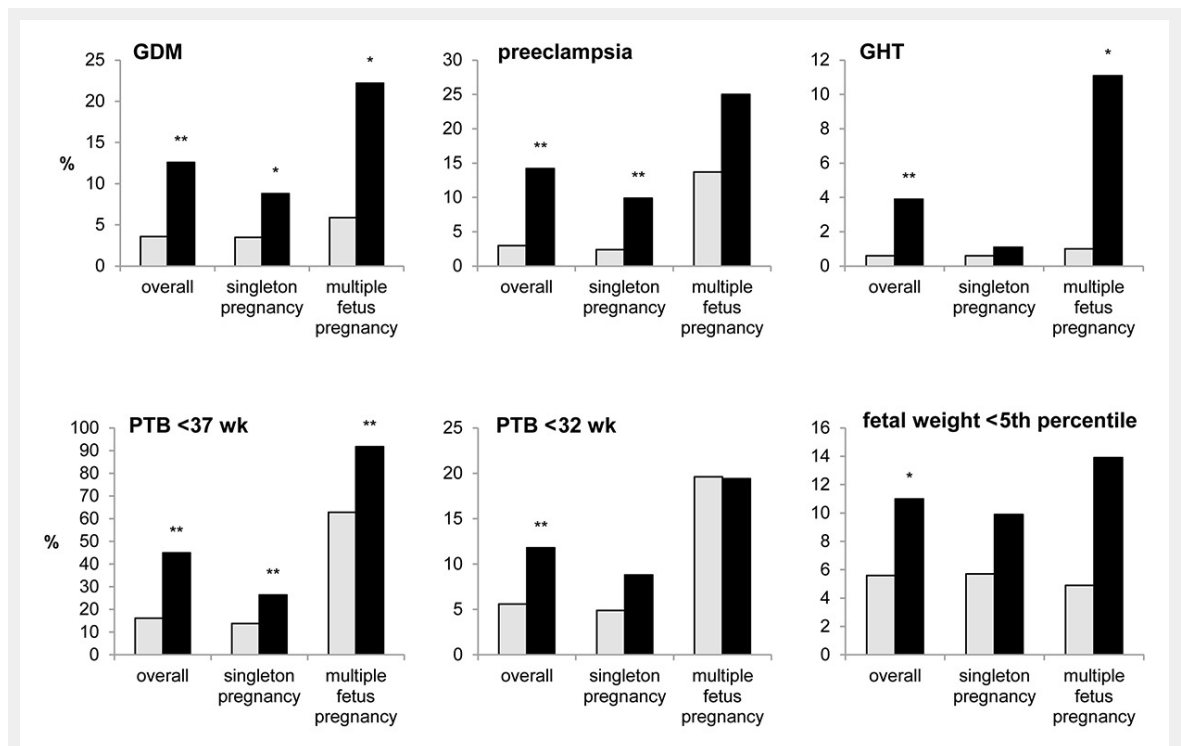 GDM
25
20
15
10
5
0
%
**
*
*
overall
singleton
pregnancy
multiple
fetus
pregnancy
preeclampsia
30
25
20
15
10
5
0
**
**
overall
singleton
pregnancy
multiple
fetus
pregnancy
GHT
12
10
8
6
4
2
0
**
*
overall
singleton
pregnancy
multiple
fetus
pregnancy
PTB <37 wk
100
90
80
70
60
50
40
30
20
10
0
%
**
**
**
overall
singleton
pregnancy
multiple
fetus
pregnancy
PTB <32 wk
25
20
15
10
5
0
**
overall
singleton
pregnancy
multiple
fetus
pregnancy
fetal weight <5th percentile
16
14
12
10
8
6
4
2
0
*
overall
singleton
pregnancy
multiple
fetus
pregnancy